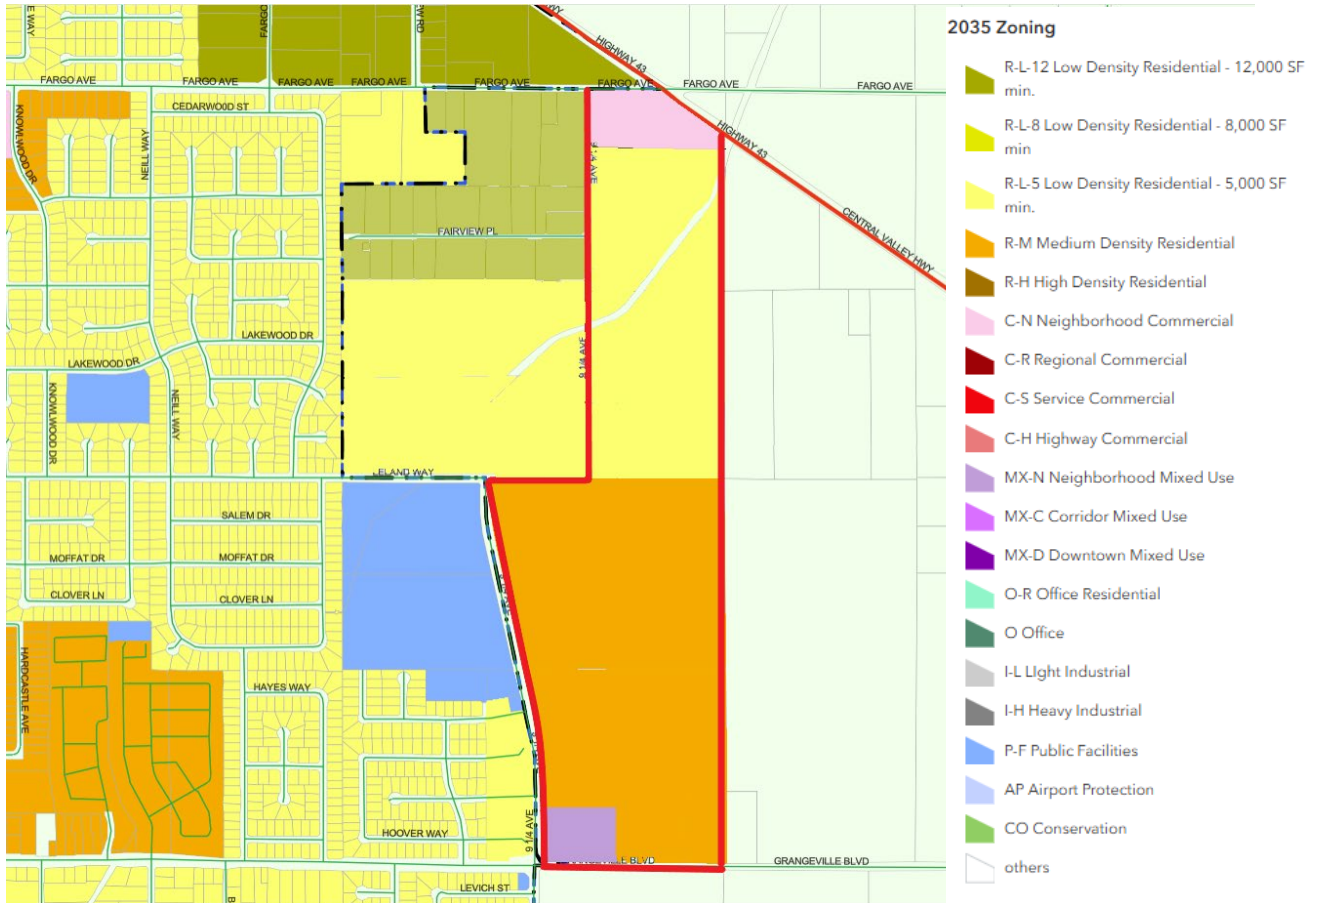 WY
E WAY
FARGO
RW RD
HIGHWAY 43
FARGO AVE
FARGO AVE
FARGO AVE
FARGO AVE
FARGO AVE
FARGO AVE
FARGO AVE
FARGO AVE
CEDARWOOD ST
KNOWLWOOD DR
NEILL WAY
9 1/4 AVE
HIGHWAY 43
CENTRAL VALLEY HWY
FAIRVIEW PL
LAKEWOOD DR
LAKEWOOD DR
9 1/4 AVE
KNOWLWOOD DR
NEILL WAY
ELAND WAY
SALEM DR
MOFFAT DR
MOFFAT DR
CLOVER LN
CLOVER LN
HARDCASTLE AVE
HAYES WAY
HOOVER WAY
9 1/4 AVE
GRANGEVILLE BLVD
LEVICH ST
B
2035 Zoning
R-L-12 Low Density Residential - 12,000 SF
min.
R-L-8 Low Density Residential - 8,000 SF
min
R-L-5 Low Density Residential - 5,000 SF
min.
R-M Medium Density Residential
R-H High Density Residential
C-N Neighborhood Commercial
C-R Regional Commercial
C-S Service Commercial
C-H Highway Commercial
MX-N Neighborhood Mixed Use
MX-C Corridor Mixed Use
MX-D Downtown Mixed Use
O-R Office Residential
O Office
I-L LIght Industrial
I-H Heavy Industrial
P-F Public Facilities
AP Airport Protection
CO Conservation
others